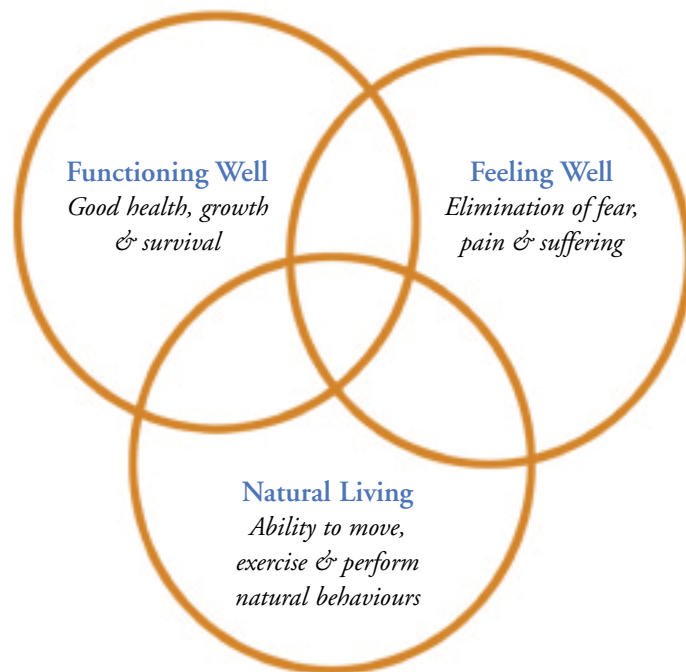 Functioning Well
Good health, growth
& survival
Feeling Well
Elimination of fear,
pain & suffering
Natural Living
Ability to move,
exercise & perform
natural behaviours